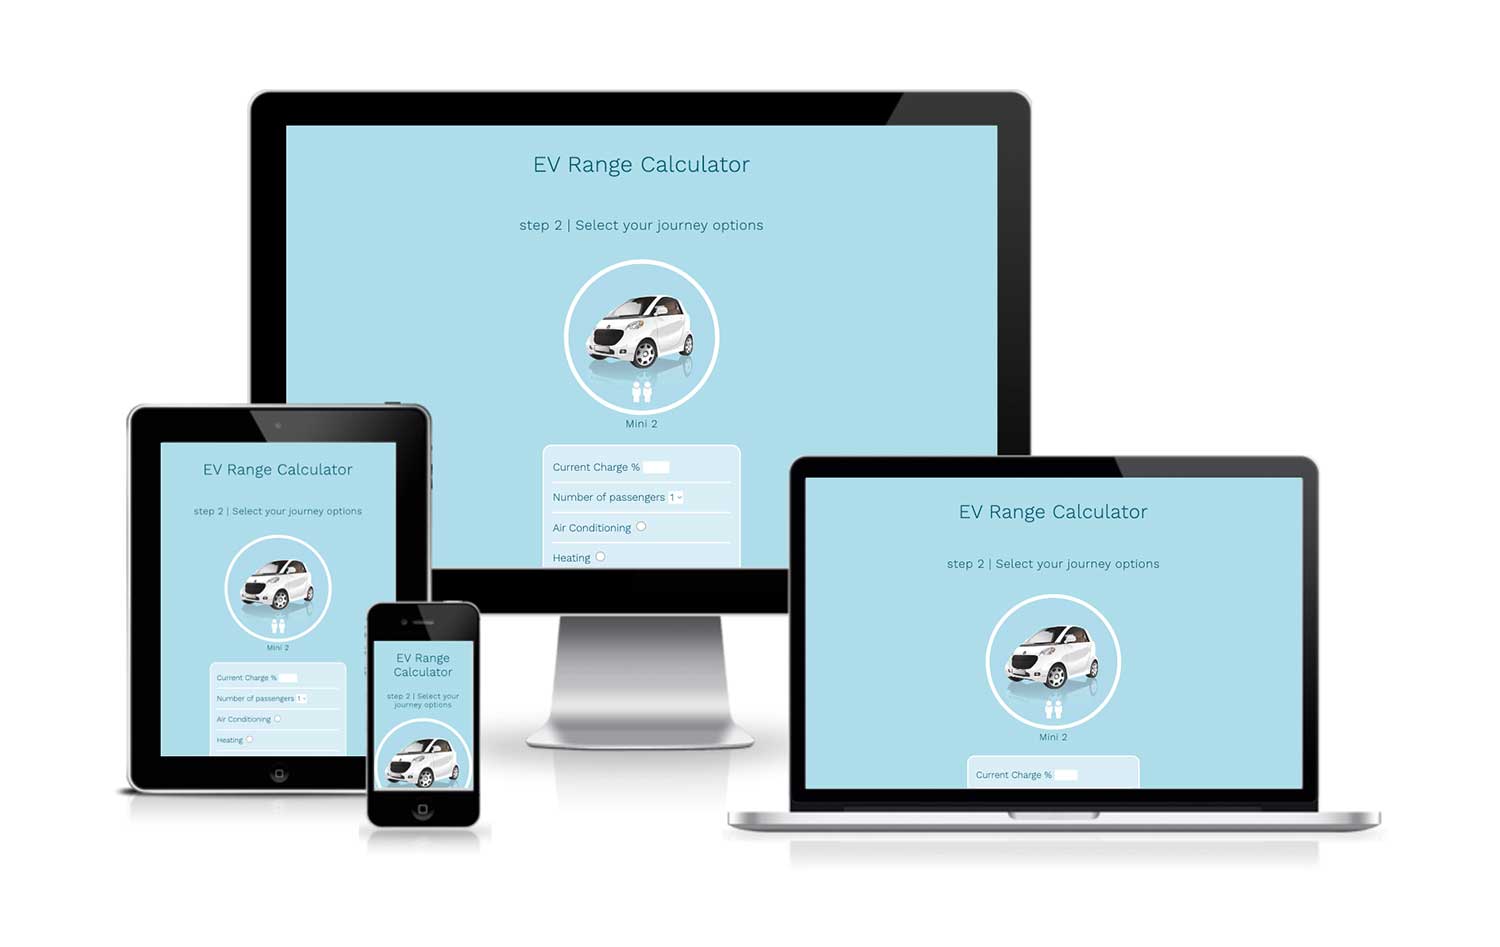 EV Range Calculator
step 2 | Select your journey options
Mini 2
Current Charge %
Number of passengers 1
Air Conditioning
Heating
EV Range Calculator
step 2 | Select your journey options
Mini 2
Current Charge %
Number of passengers 1
Air Conditioning
Heating
EV Range
Calculator
step 2 | Select your
journey options
EV Range Calculator
step 2 | Select your journey options
Mini 2
Current Charge %